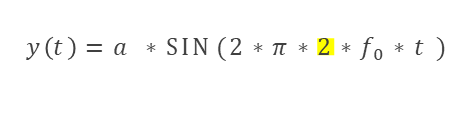 y(t) = a * SIN (2 * π * 2 * f₀ * t )